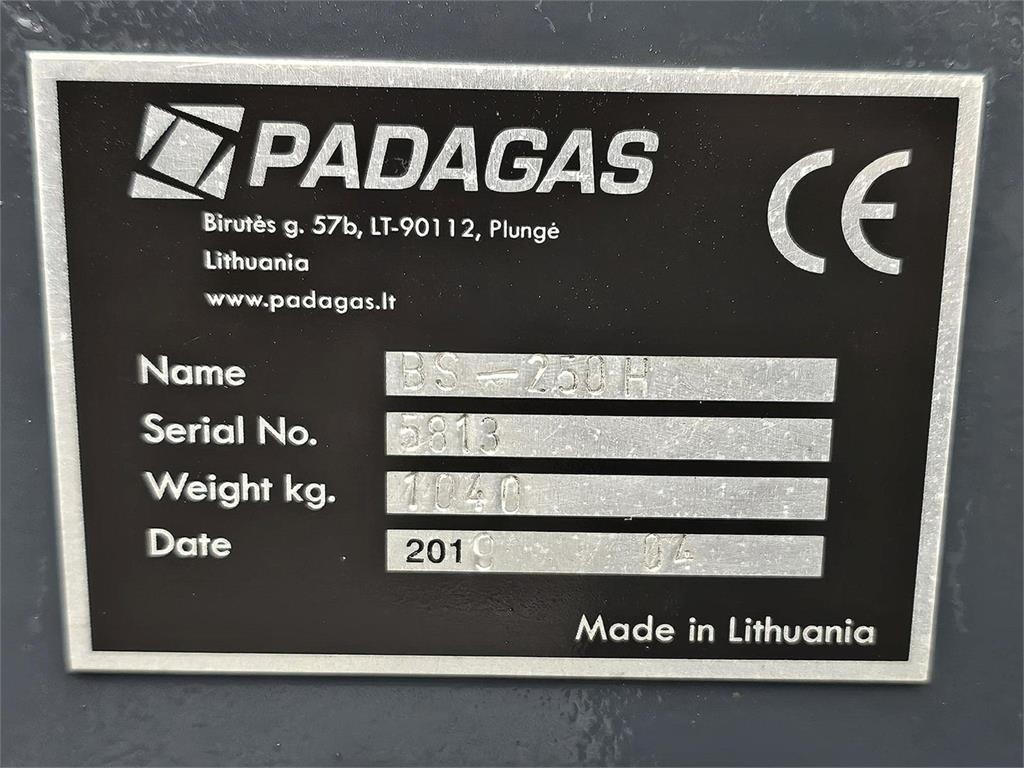 PADAGAS
CE
Birutės g. 57b, LT-90112, Plungė
Lithuania
www.padagas.lt
Name BS-250H
Serial No. 5813
Weight kg. 1040
Date 2019 04
Made in Lithuania